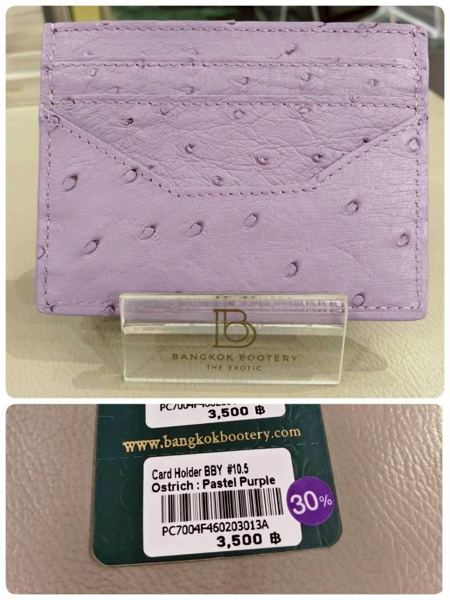 B
BANGKOK BOOTERY
THE EXOTIC
PC7004F460203013A
3,500 ฿
www.bangkokbootery.com
Card Holder BBY #10.5
Ostrich : Pastel Purple
30%
PC7004F460203013A
3,500 ฿